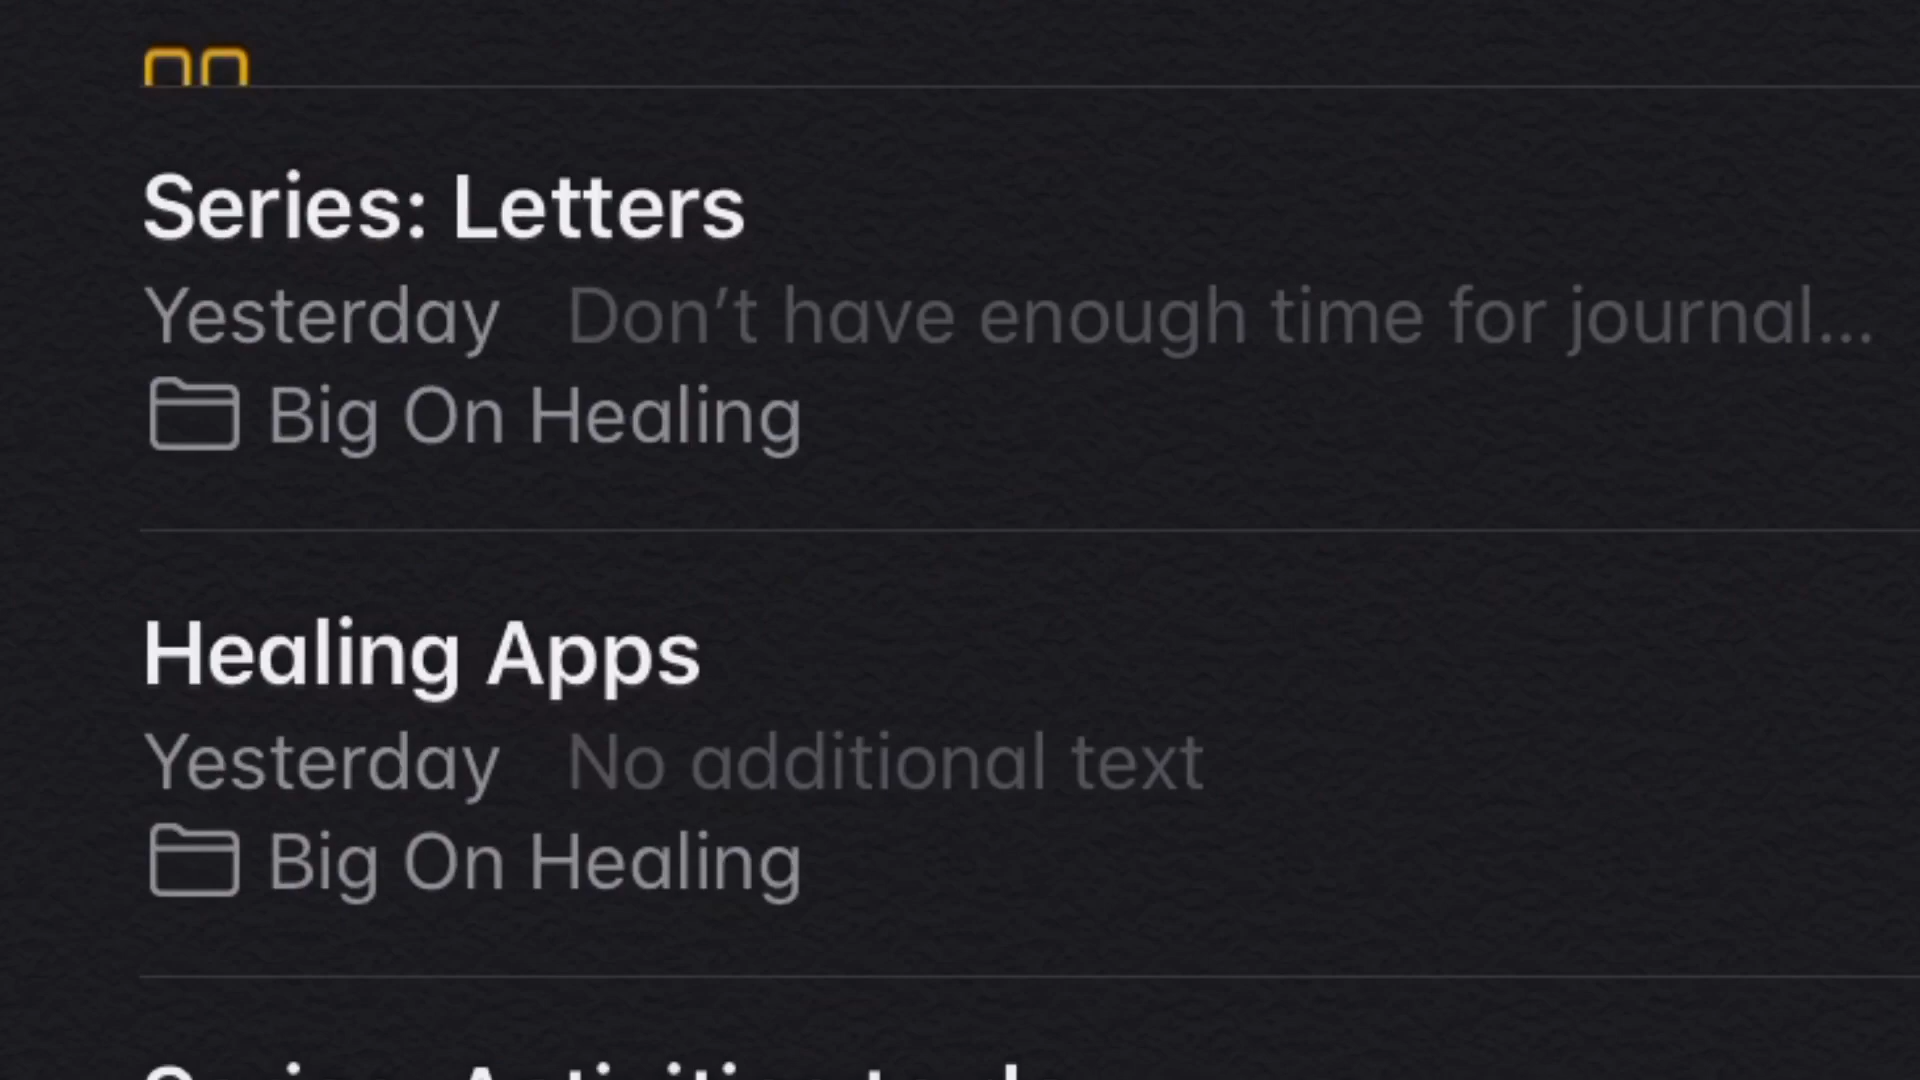 Series: Letters
Yesterday Don't have enough time for journal...
Big On Healing
Healing Apps
Yesterday No additional text
Big On Healing